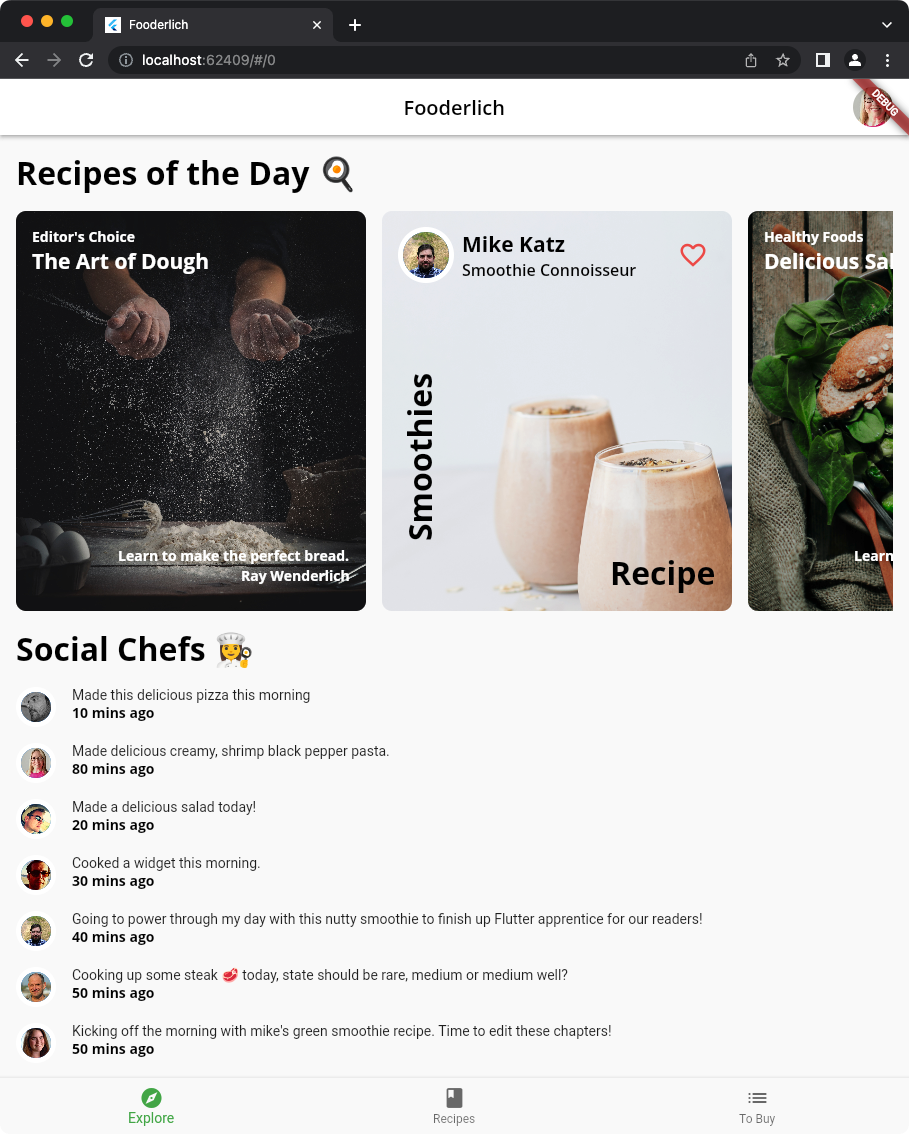 Fooderlich
localhost:62409/#/0
Fooderlich
DEBUG
Recipes of the Day 🍳
Editor's Choice
The Art of Dough
Learn to make the perfect bread.
Ray Wenderlich
Mike Katz
Smoothie Connoisseur
Smoothies
Recipe
Healthy Foods
Delicious Sal
Learn
Social Chefs 👩‍🍳
Made this delicious pizza this morning
10 mins ago
Made delicious creamy, shrimp black pepper pasta.
80 mins ago
Made a delicious salad today!
20 mins ago
Cooked a widget this morning.
30 mins ago
Going to power through my day with this nutty smoothie to finish up Flutter apprentice for our readers!
40 mins ago
Cooking up some steak 🥩 today, state should be rare, medium or medium well?
50 mins ago
Kicking off the morning with mike's green smoothie recipe. Time to edit these chapters!
50 mins ago
Explore
Recipes
To Buy